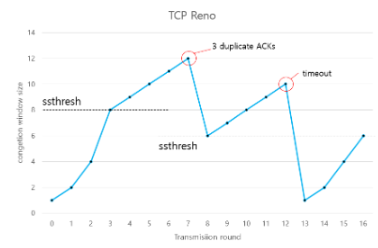 TCP Reno
3 duplicate ACKs
timeout
ssthresh
ssthresh
congetion window size
14
12
10
8
6
4
2
0
0 1 2 3 4 5 6 7 8 9 10 11 12 13 14 15 16
Transmission round